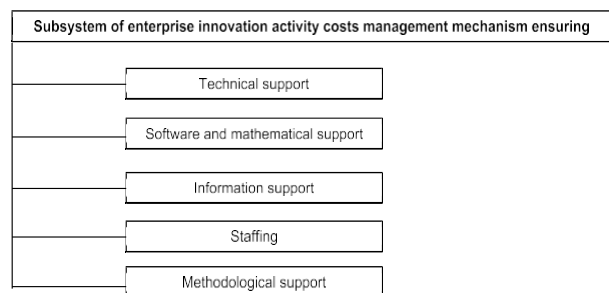 Subsystem of enterprise innovation activity costs management mechanism ensuring
Technical support
Software and mathematical support
Information support
Staffing
Methodological support